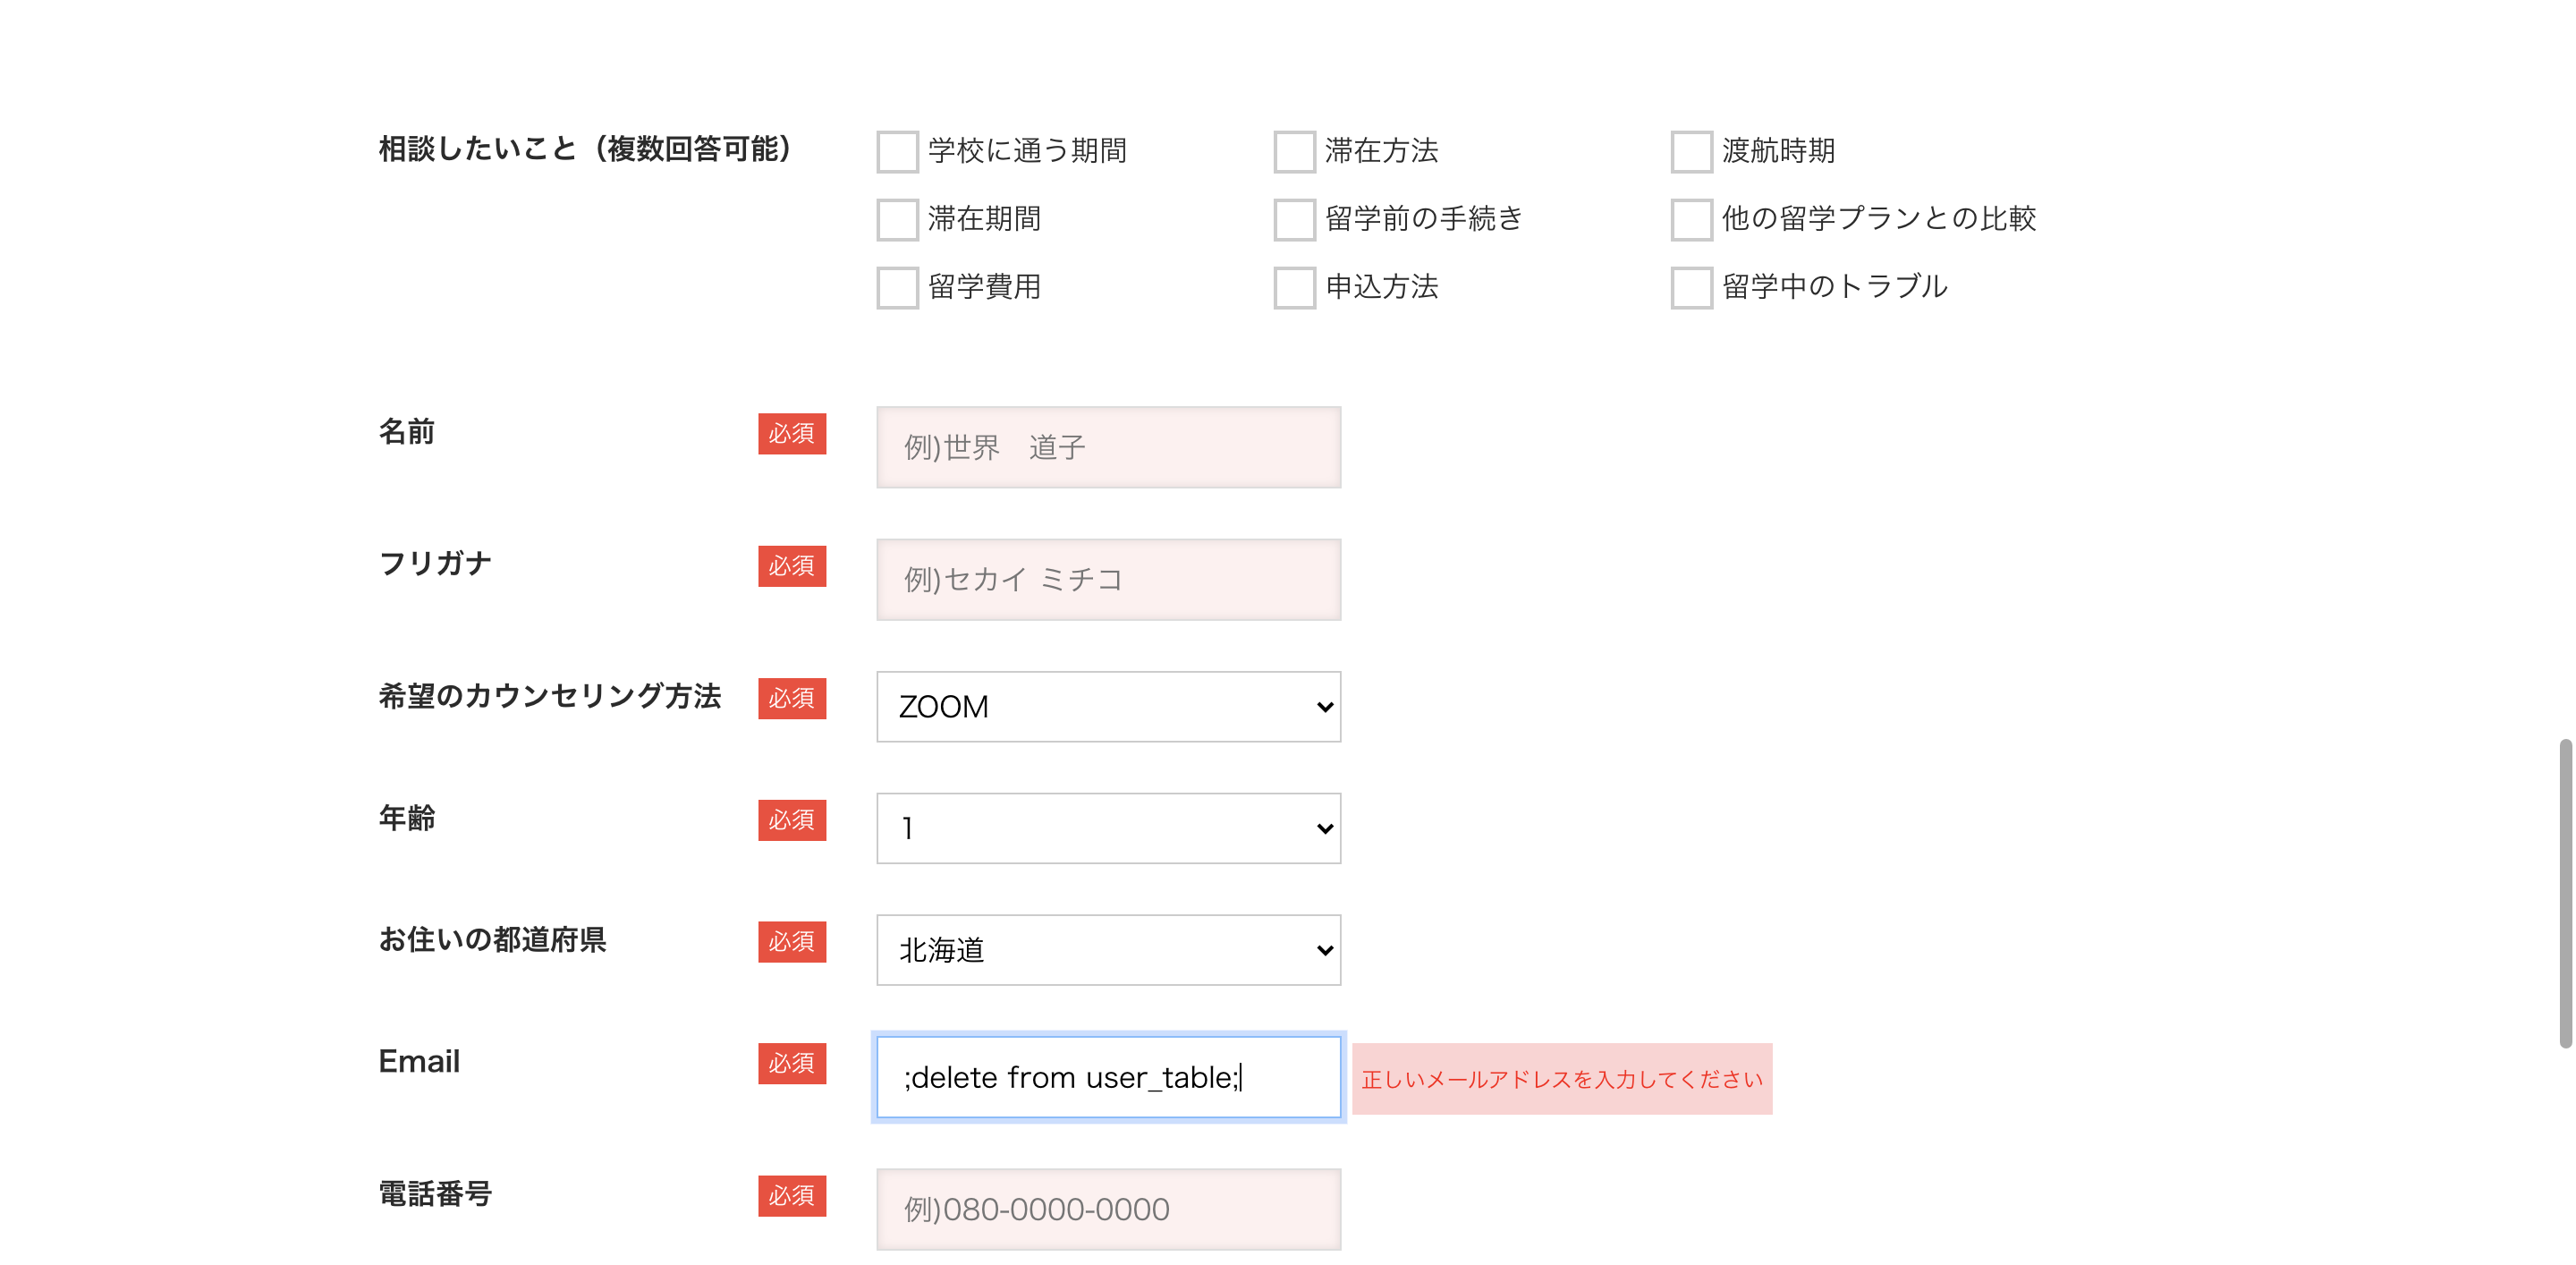 相談したいこと（複数回答可能）
学校に通う期間 滞在方法 渡航時期
滞在期間 留学前の手続き 他の留学プランとの比較
留学費用 申込方法 留学中のトラブル
名前 必須 例)世界　道子
フリガナ 必須 例)セカイ ミチコ
希望のカウンセリング方法 必須 ZOOM
年齢 必須 1
お住いの都道府県 必須 北海道
Email 必須 ;delete from user_table; 正しいメールアドレスを入力してください
電話番号 必須 例)080-0000-0000